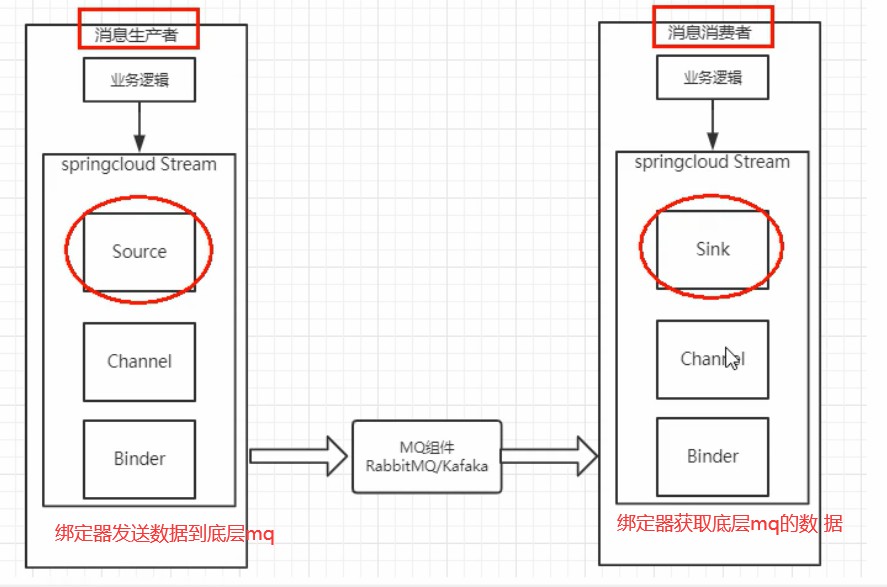 消息生产者
业务逻辑
springcloud Stream
Source
Channel
Binder
绑定器发送数据到底层mq
MQ组件
RabbitMQ/Kafaka
消息消费者
业务逻辑
springcloud Stream
Sink
Channel
Binder
绑定器获取底层mq的数据